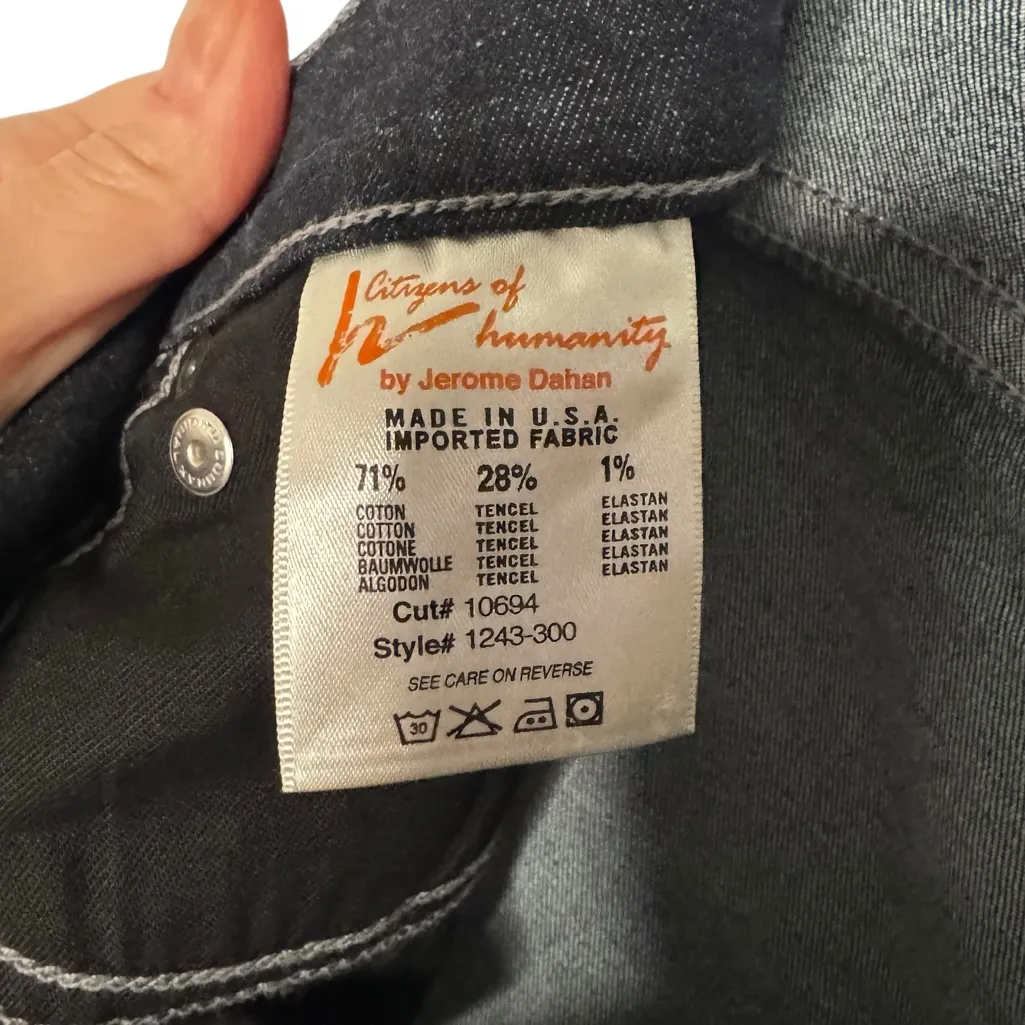 Citizens of
humanity
by Jerome Dahan
MADE IN U.S.A.
IMPORTED FABRIC
71% 28% 1%
COTON TENCEL ELASTAN
COTTON TENCEL ELASTAN
COTONE TENCEL ELASTAN
BAUMWOLLE TENCEL ELASTAN
ALGODON TENCEL ELASTAN
Cut# 10694
Style# 1243-300
SEE CARE ON REVERSE
30